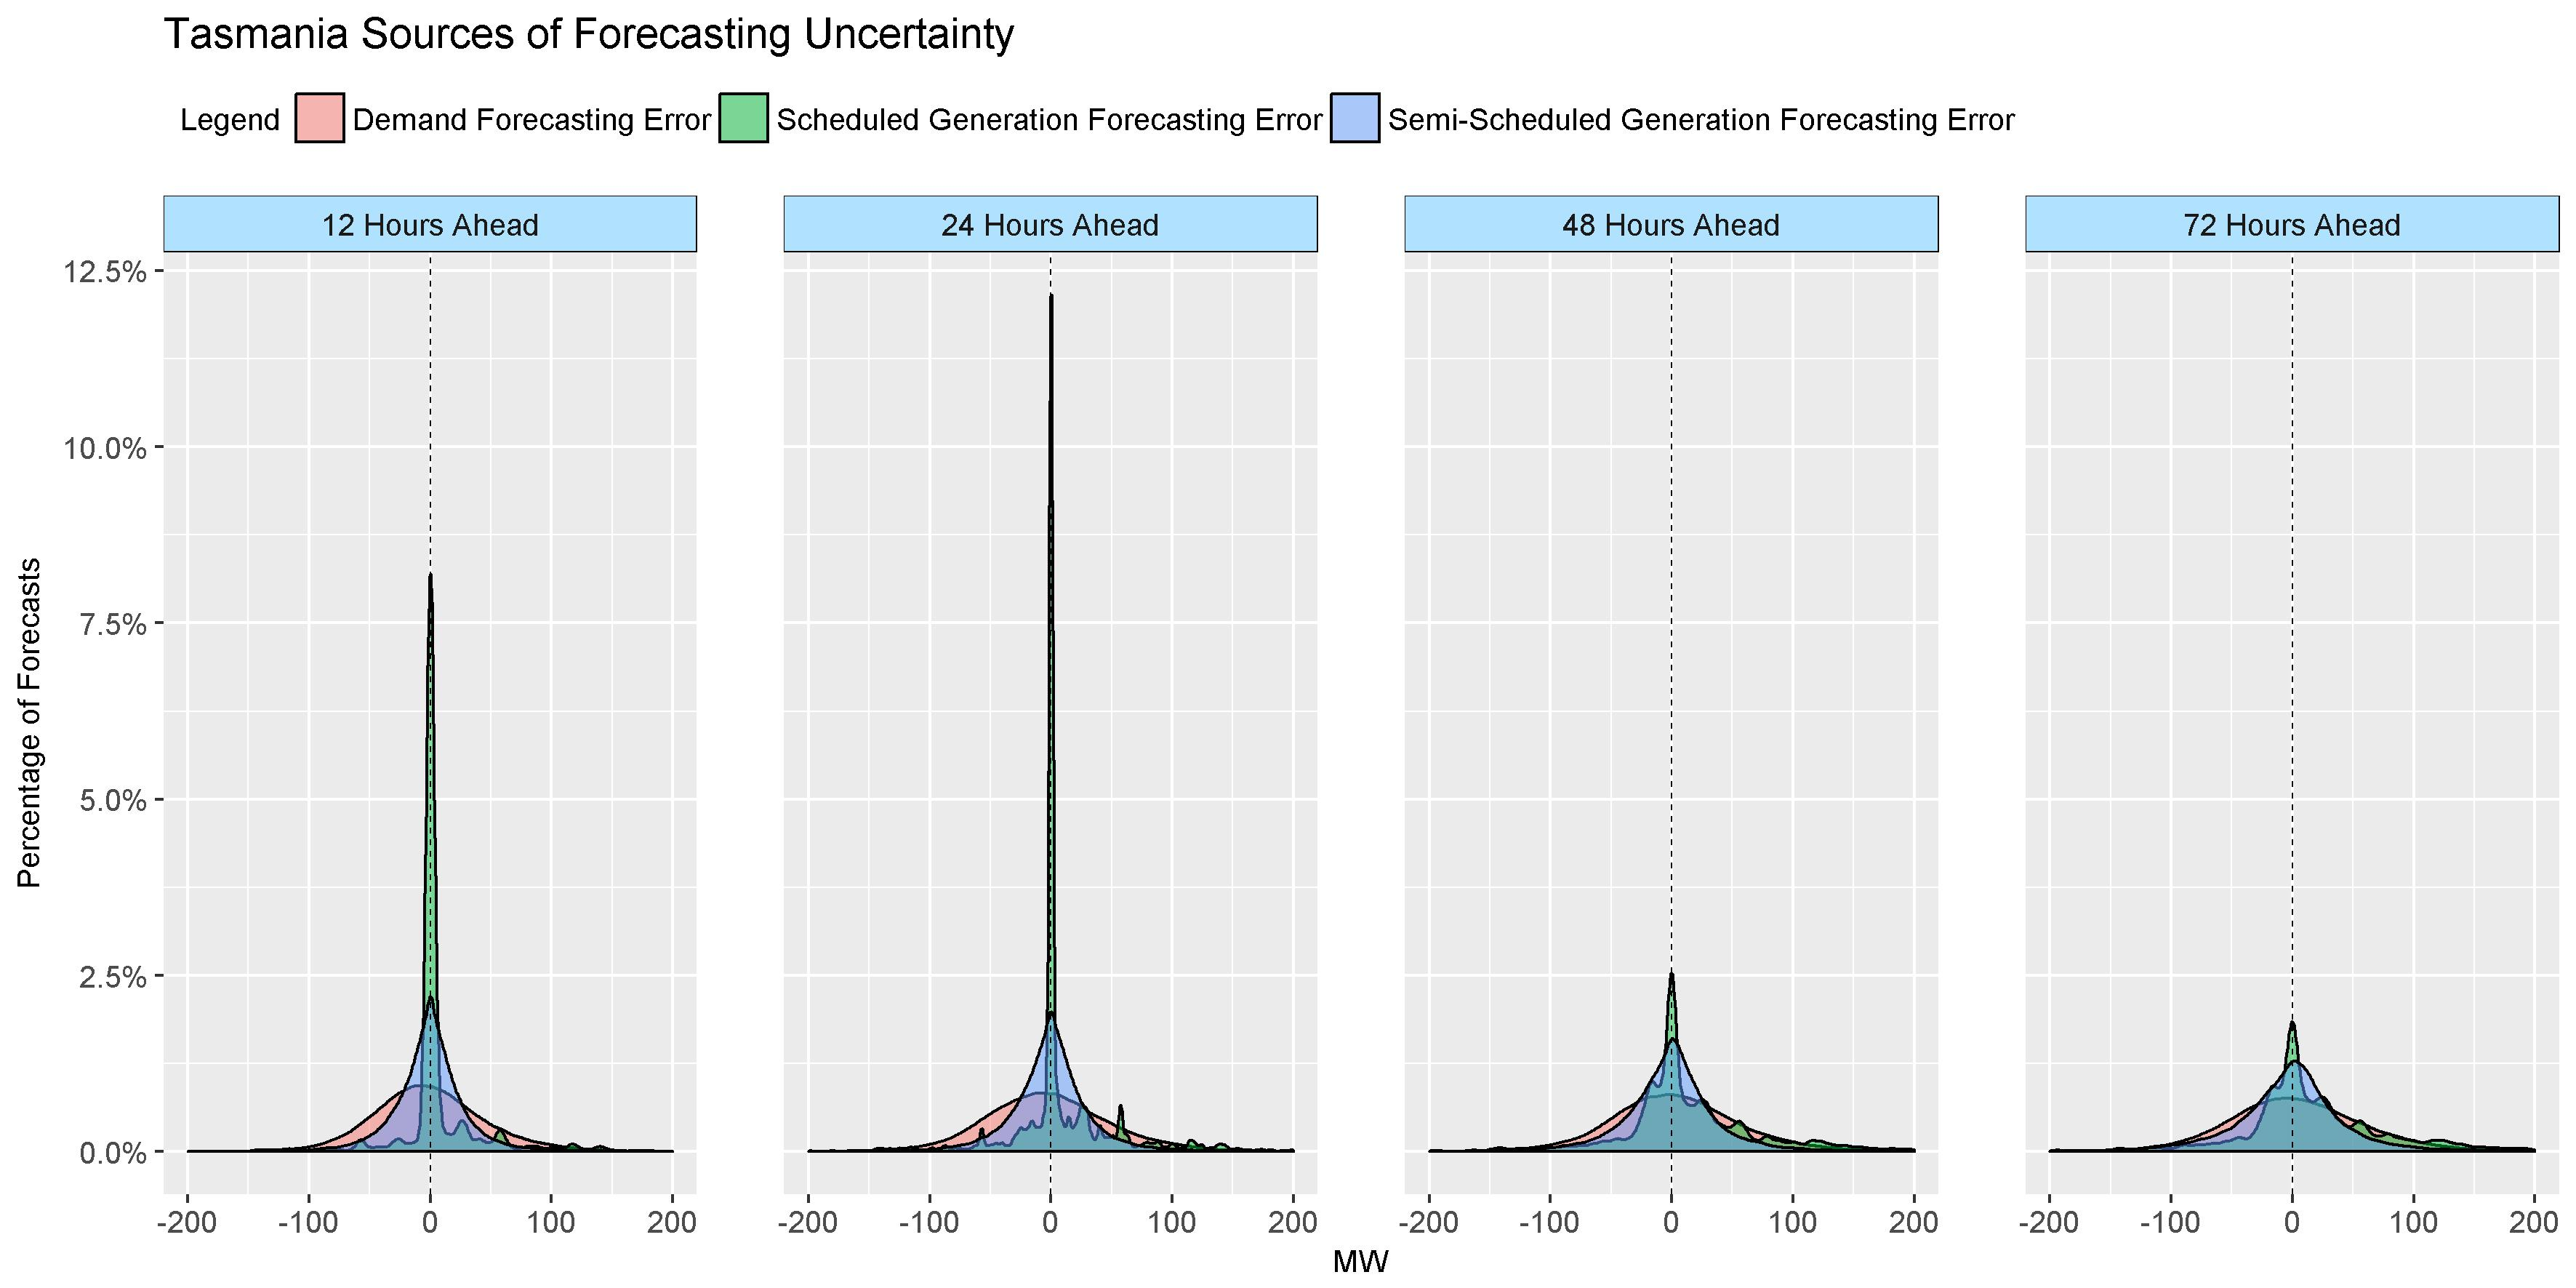 Tasmania Sources of Forecasting Uncertainty
Legend Demand Forecasting Error Scheduled Generation Forecasting Error Semi-Scheduled Generation Forecasting Error
12 Hours Ahead 24 Hours Ahead 48 Hours Ahead 72 Hours Ahead
12.5%
10.0%
7.5%
5.0%
2.5%
0.0%
Percentage of Forecasts
-200 -100 0 100 200 -200 -100 0 100 200 -200 -100 0 100 200 -200 -100 0 100 200
MW